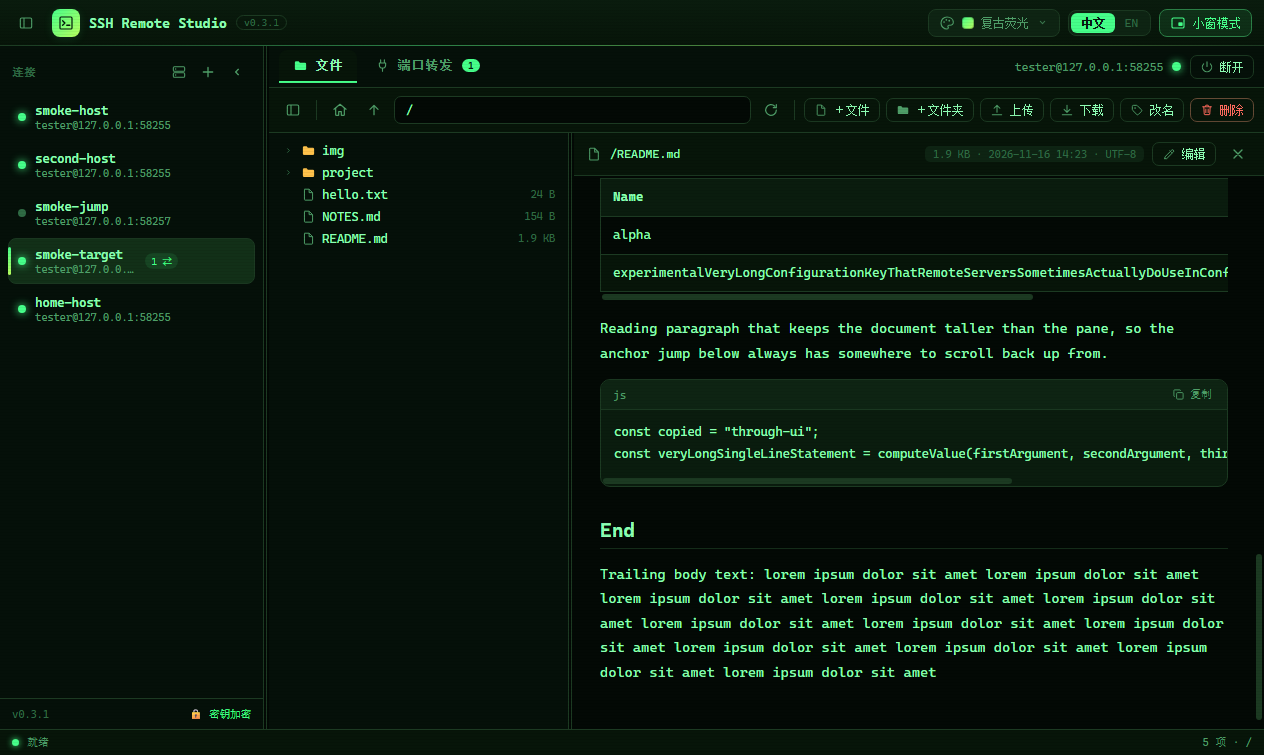 SSH Remote Studio v0.3.1
复古荧光
中文 EN
小窗模式
连接
smoke-host
tester@127.0.0.1:58255
second-host
tester@127.0.0.1:58255
smoke-jump
tester@127.0.0.1:58257
smoke-target
tester@127.0.0.… 1 ⇄
home-host
tester@127.0.0.1:58255
v0.3.1 密钥加密
文件 端口转发 1
tester@127.0.0.1:58255 断开
/
+文件 +文件夹 上传 下载 改名 删除
img
project
hello.txt 24 B
NOTES.md 154 B
README.md 1.9 KB
/README.md 1.9 KB · 2026-11-16 14:23 · UTF-8 编辑
Name
alpha
experimentalVeryLongConfigurationKeyThatRemoteServersSometimesActuallyDoUseInConf
Reading paragraph that keeps the document taller than the pane, so the
anchor jump below always has somewhere to scroll back up from.
js 复制
const copied = "through-ui";
const veryLongSingleLineStatement = computeValue(firstArgument, secondArgument, thir
End
Trailing body text: lorem ipsum dolor sit amet lorem ipsum dolor sit amet
lorem ipsum dolor sit amet lorem ipsum dolor sit amet lorem ipsum dolor sit
amet lorem ipsum dolor sit amet lorem ipsum dolor sit amet lorem ipsum dolor
sit amet lorem ipsum dolor sit amet lorem ipsum dolor sit amet lorem ipsum
dolor sit amet lorem ipsum dolor sit amet
就绪 5 项 · /